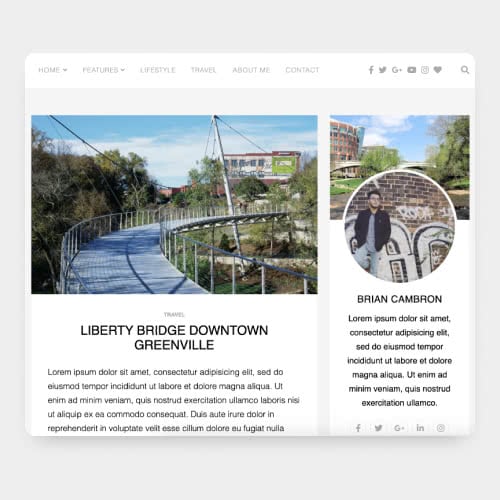 HOME FEATURES LIFESTYLE TRAVEL ABOUT ME CONTACT
TRAVEL
LIBERTY BRIDGE DOWNTOWN
GREENVILLE
Lorem ipsum dolor sit amet, consectetur adipisicing elit, sed do
eiusmod tempor incididunt ut labore et dolore magna aliqua. Ut
enim ad minim veniam, quis nostrud exercitation ullamco laboris nisi
ut aliquip ex ea commodo consequat. Duis aute irure dolor in
reprehenderit in voluptate velit esse cillum dolore eu fugiat nulla
BRIAN CAMBRON
Lorem ipsum dolor sit amet,
consectetur adipisicing elit,
sed do eiusmod tempor
incididunt ut labore et dolore
magna aliqua. Ut enim ad
minim veniam, quis nostrud
exercitation ullamco.